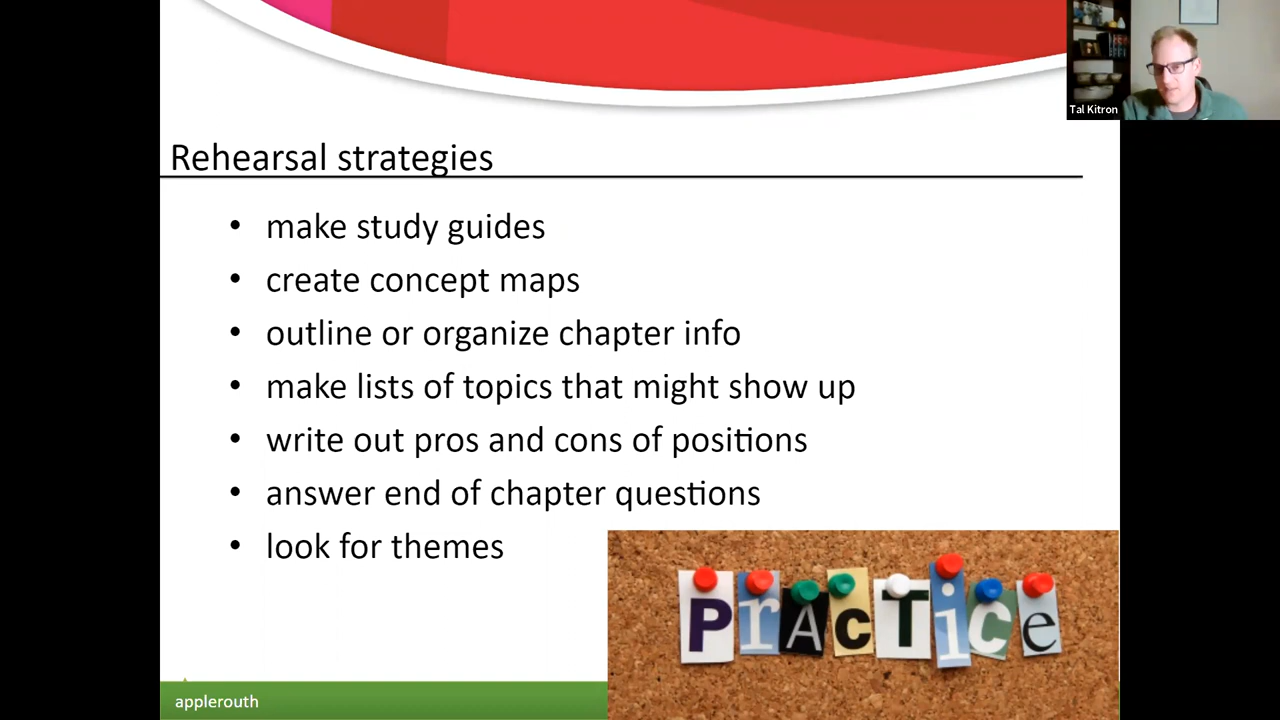 Tal Kitron
Rehearsal strategies
• make study guides
• create concept maps
• outline or organize chapter info
• make lists of topics that might show up
• write out pros and cons of positions
• answer end of chapter questions
• look for themes
PrAcTice
applerouth